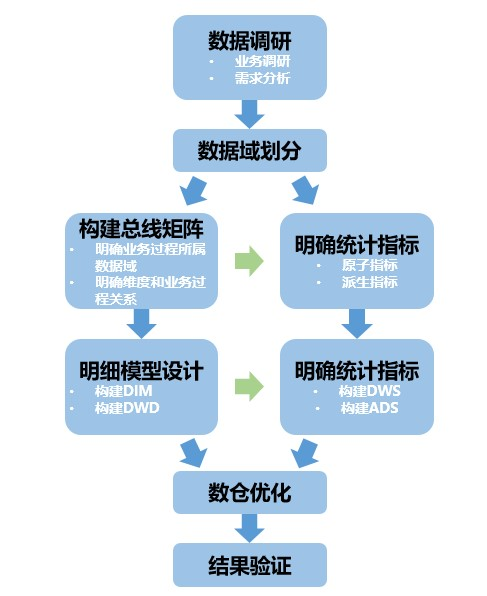 数据调研
• 业务调研
• 需求分析
数据域划分
构建总线矩阵
• 明确业务过程所属
数据域
• 明确维度和业务过
程关系
明确统计指标
• 原子指标
• 派生指标
明细模型设计
• 构建DIM
• 构建DWD
明确统计指标
• 构建DWS
• 构建ADS
数仓优化
结果验证